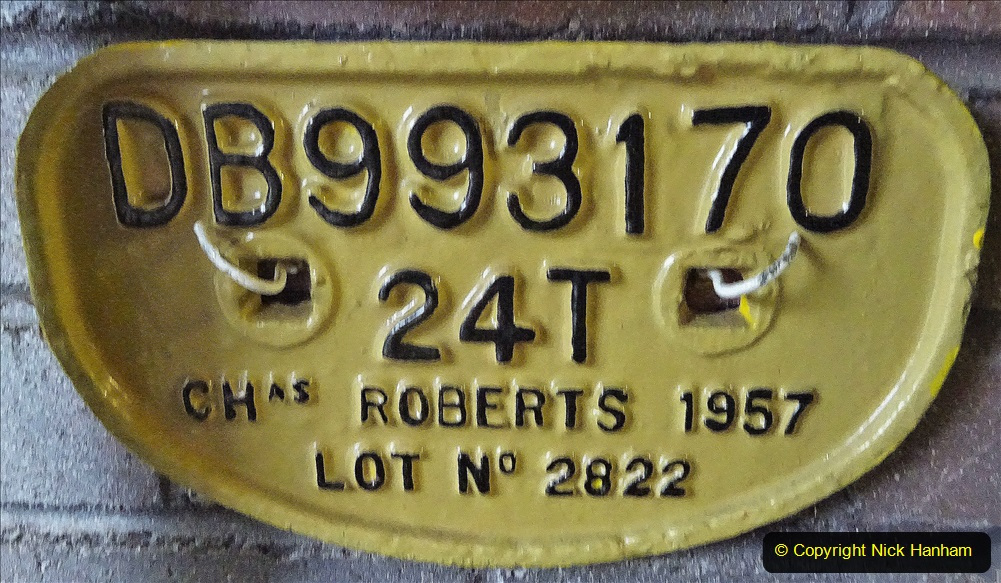 DB993170
24T
CHAS ROBERTS 1957
LOT No 2822
© Copyright Nick Hanham